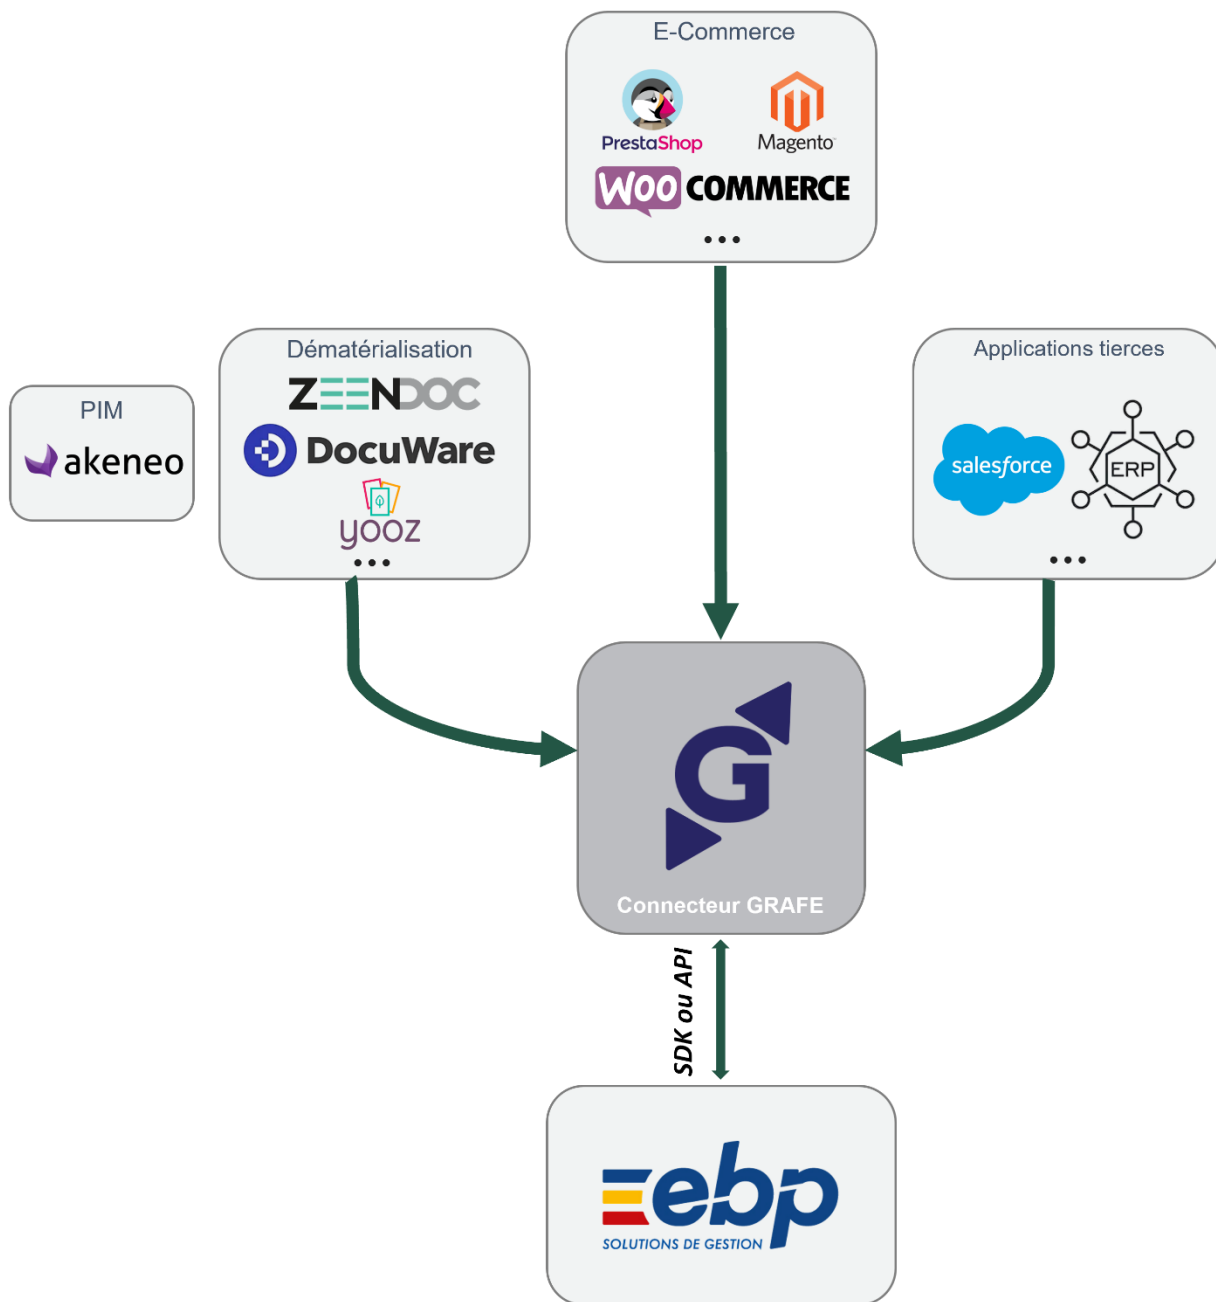 E-Commerce
PrestaShop
Magento™
WOO COMMERCE
...
Dématérialisation
ZEENDOC
DocuWare
yooz
...
PIM
akeneo
Applications tierces
salesforce
ERP
...
G
Connecteur GRAFE
SDK ou API
ebp
SOLUTIONS DE GESTION